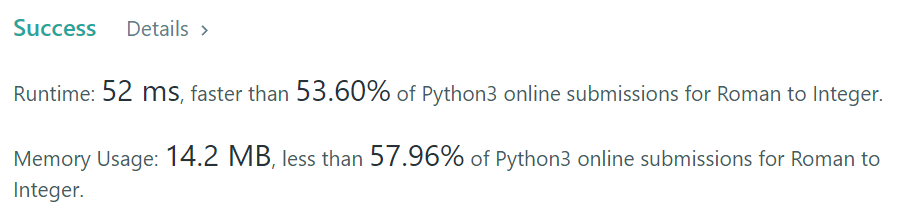 Success Details >
Runtime: 52 ms, faster than 53.60% of Python3 online submissions for Roman to Integer.
Memory Usage: 14.2 MB, less than 57.96% of Python3 online submissions for Roman to
Integer.